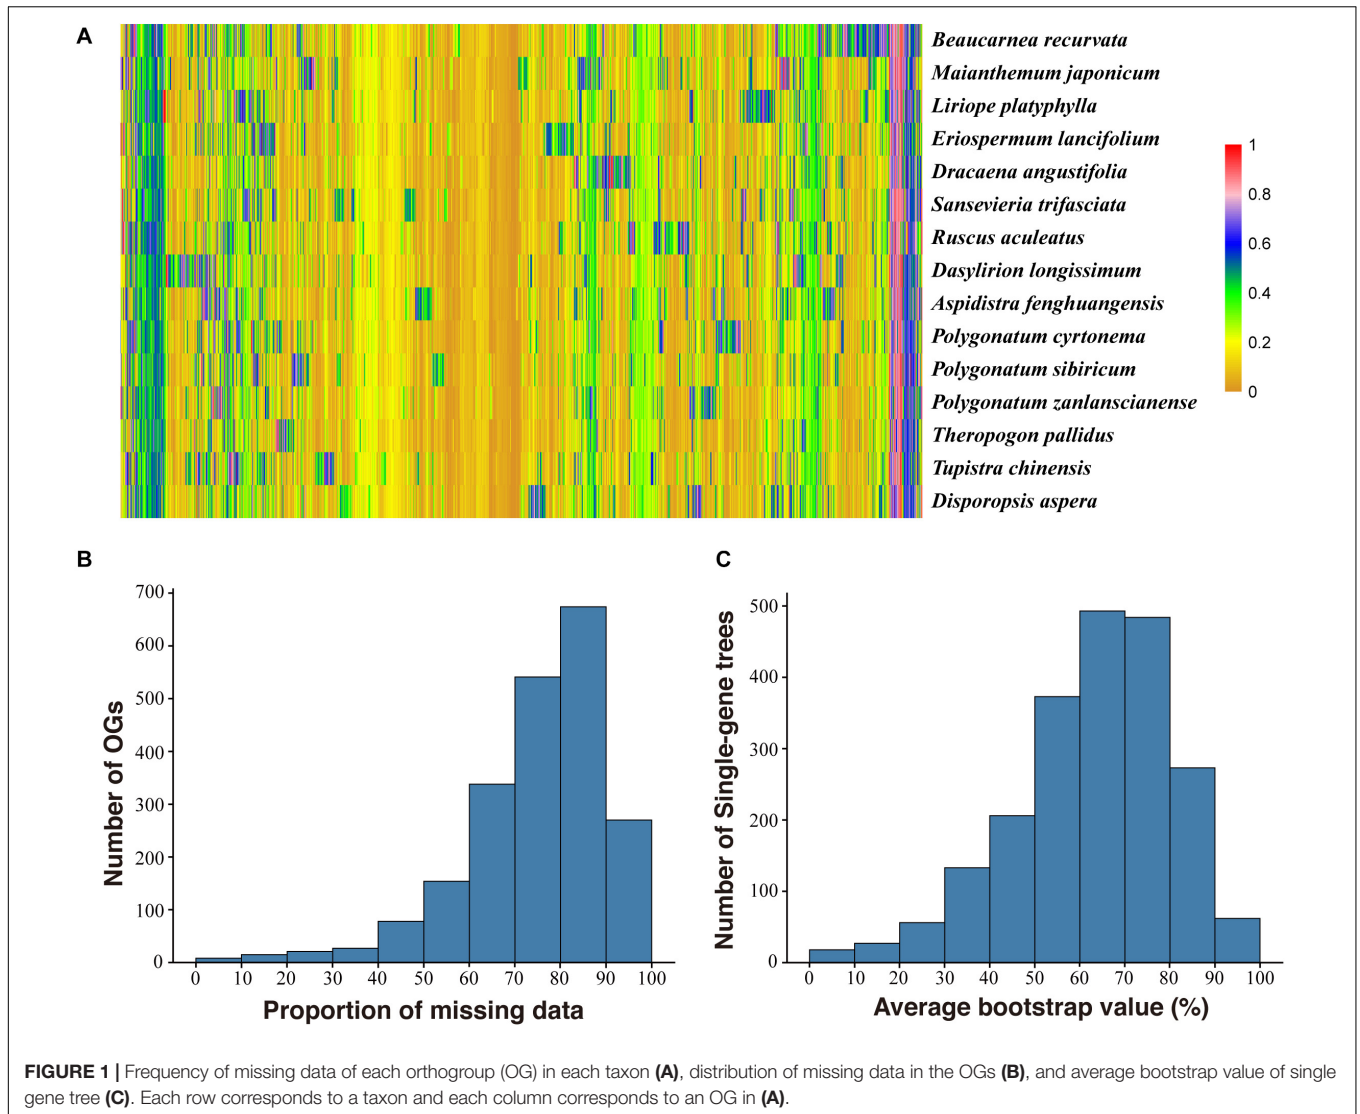 A
Beaucarnea recurvata
Maianthemum japonicum
Liriope platyphylla
Eriospermum lancifolium
Dracaena angustifolia
Sansevieria trifasciata
Ruscus aculeatus
Dasylirion longissimum
Aspidistra fenghuangensis
Polygonatum cyrtonema
Polygonatum sibiricum
Polygonatum zanlanscianense
Theropogon pallidus
Tupistra chinensis
Disporopsis aspera
1
0.8
0.6
0.4
0.2
0
B
Number of OGs
700
600
500
400
300
200
100
0
0 10 20 30 40 50 60 70 80 90 100
Proportion of missing data
C
Number of Single-gene trees
500
400
300
200
100
0
0 10 20 30 40 50 60 70 80 90 100
Average bootstrap value (%)
FIGURE 1 | Frequency of missing data of each orthogroup (OG) in each taxon (A), distribution of missing data in the OGs (B), and average bootstrap value of single
gene tree (C). Each row corresponds to a taxon and each column corresponds to an OG in (A).